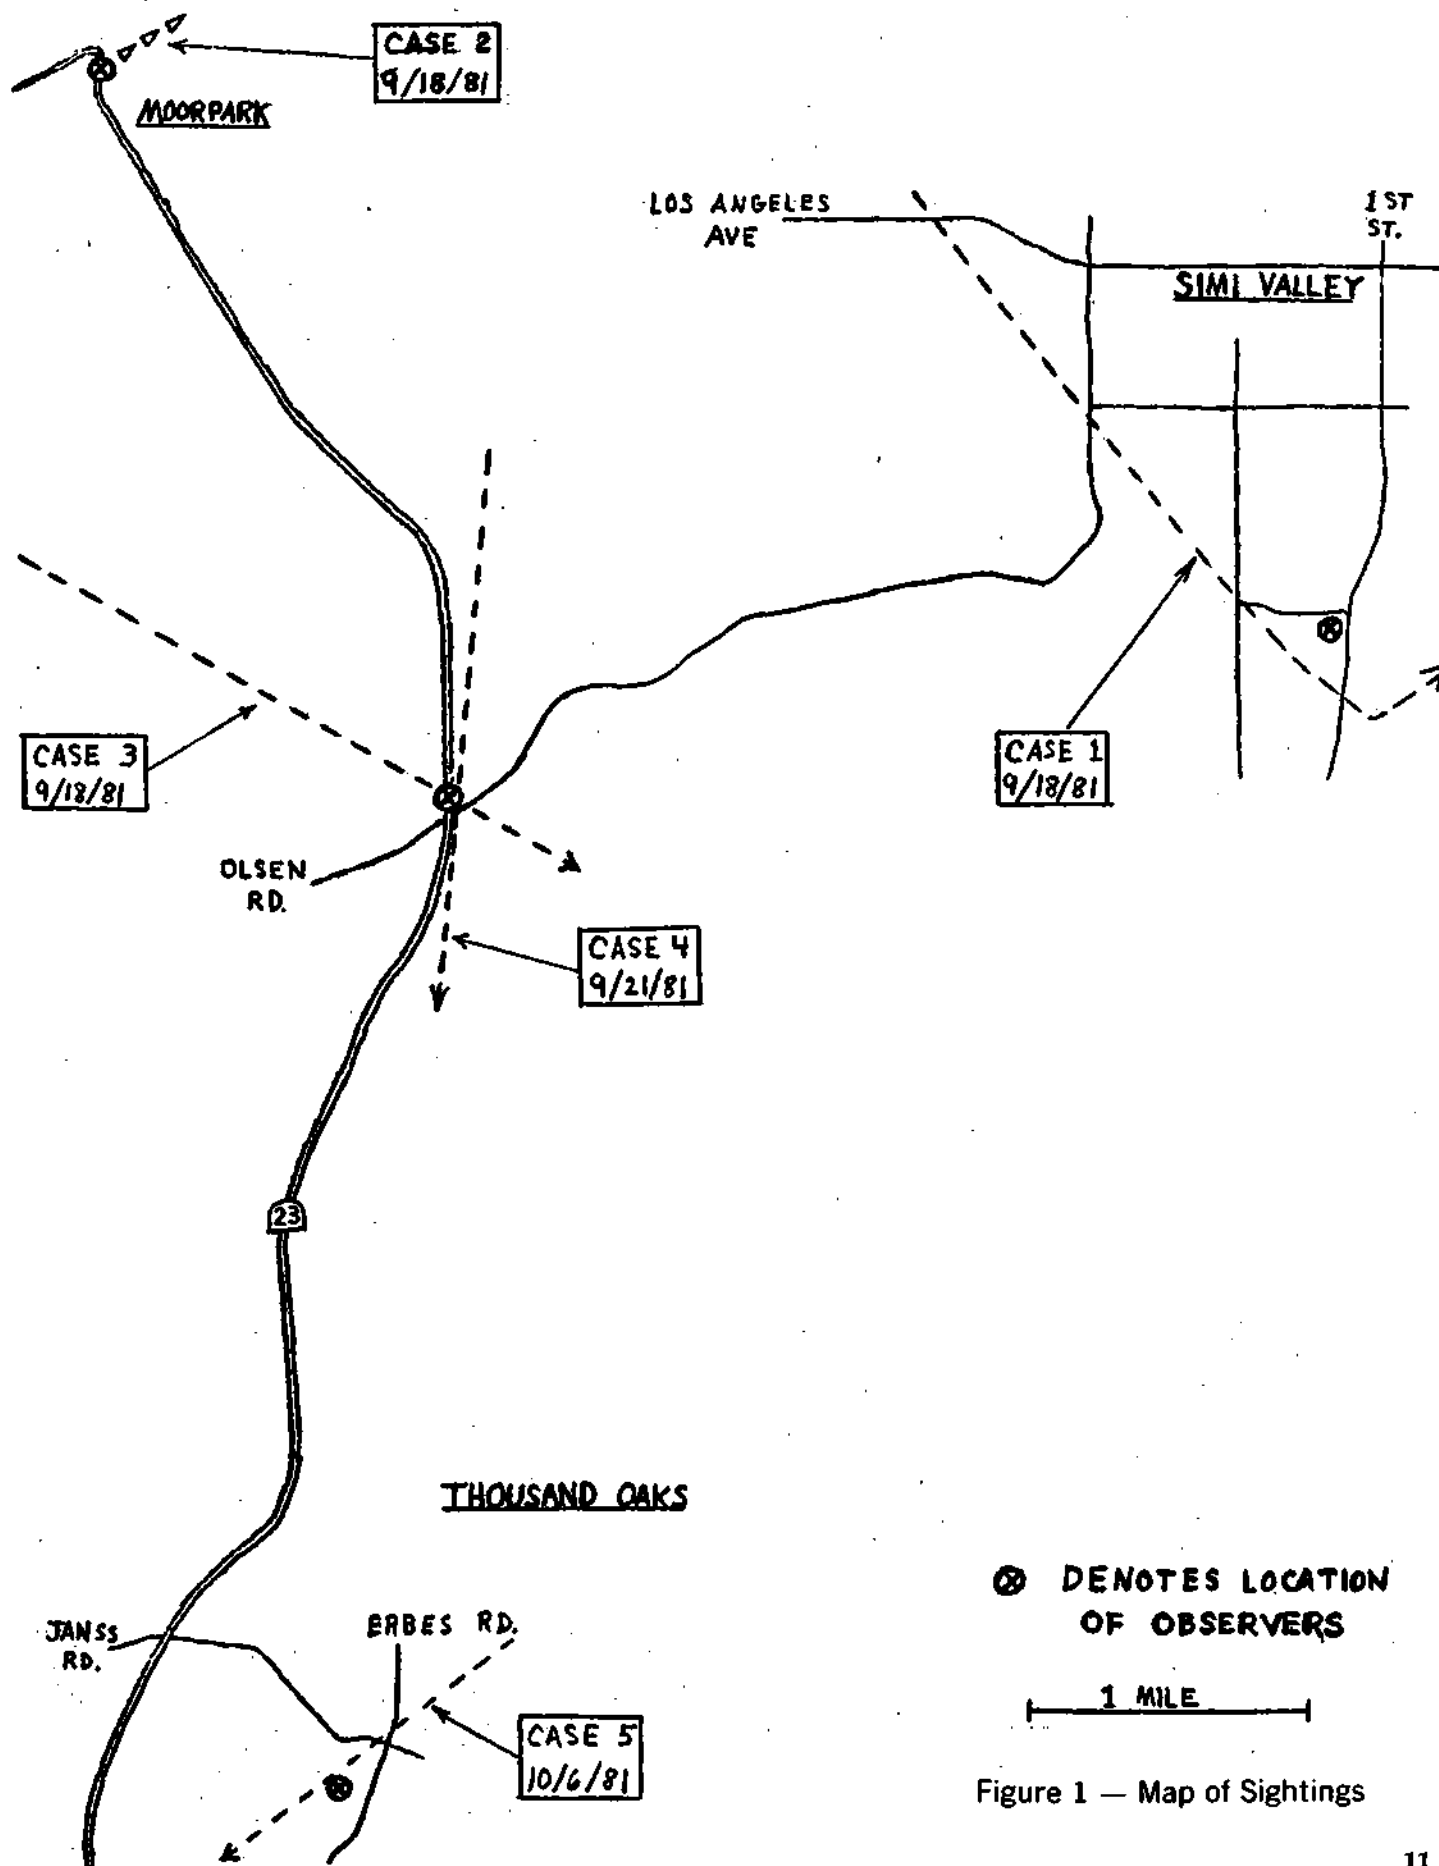 CASE 2
9/18/81
MOORPARK
LOS ANGELES
AVE
1 ST
ST.
SIMI VALLEY
CASE 3
9/18/81
CASE 1
9/18/81
OLSEN
RD.
CASE 4
9/21/81
23
THOUSAND OAKS
DENOTES LOCATION
OF OBSERVERS
JANSS
RD.
ERBES RD.
1 MILE
CASE 5
10/6/81
Figure 1 — Map of Sightings
11